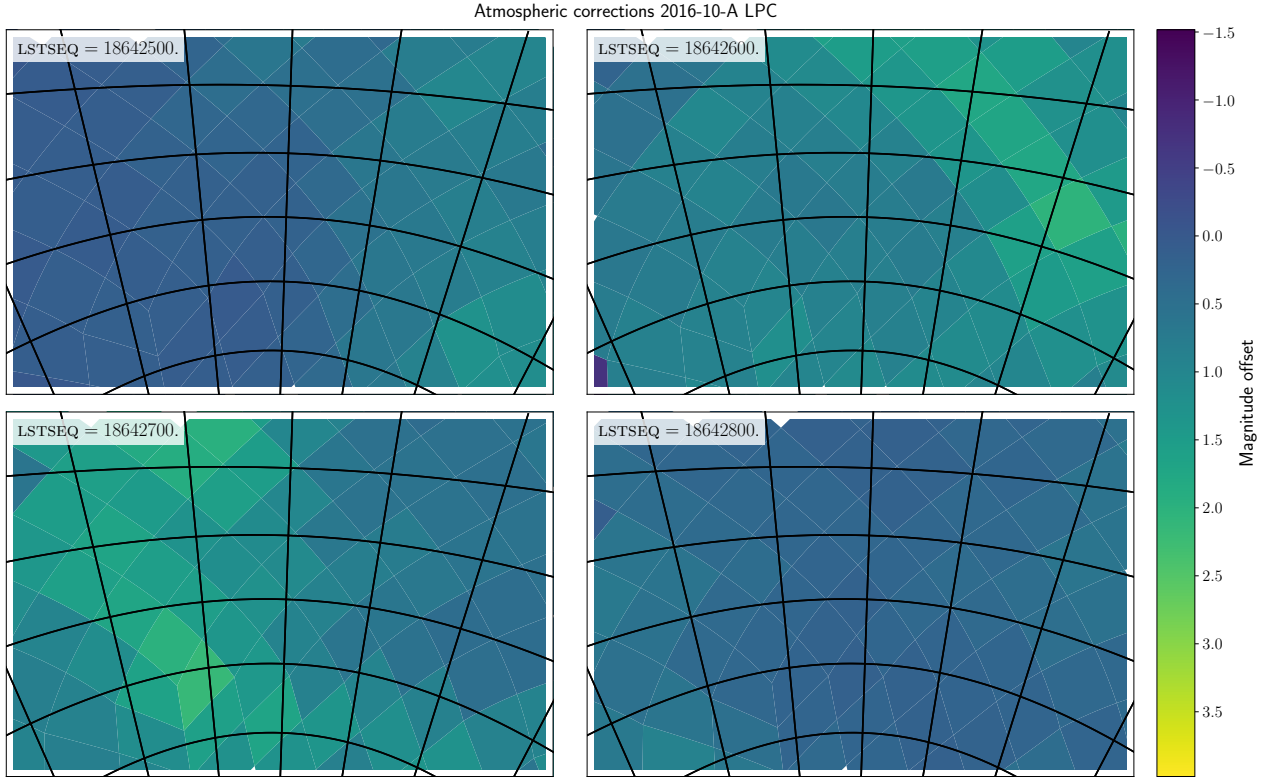 Atmospheric corrections 2016-10-A LPC
LSTSEQ = 18642500.
LSTSEQ = 18642600.
LSTSEQ = 18642700.
LSTSEQ = 18642800.
−1.5
−1.0
−0.5
0.0
0.5
1.0
1.5
2.0
2.5
3.0
3.5
Magnitude offset